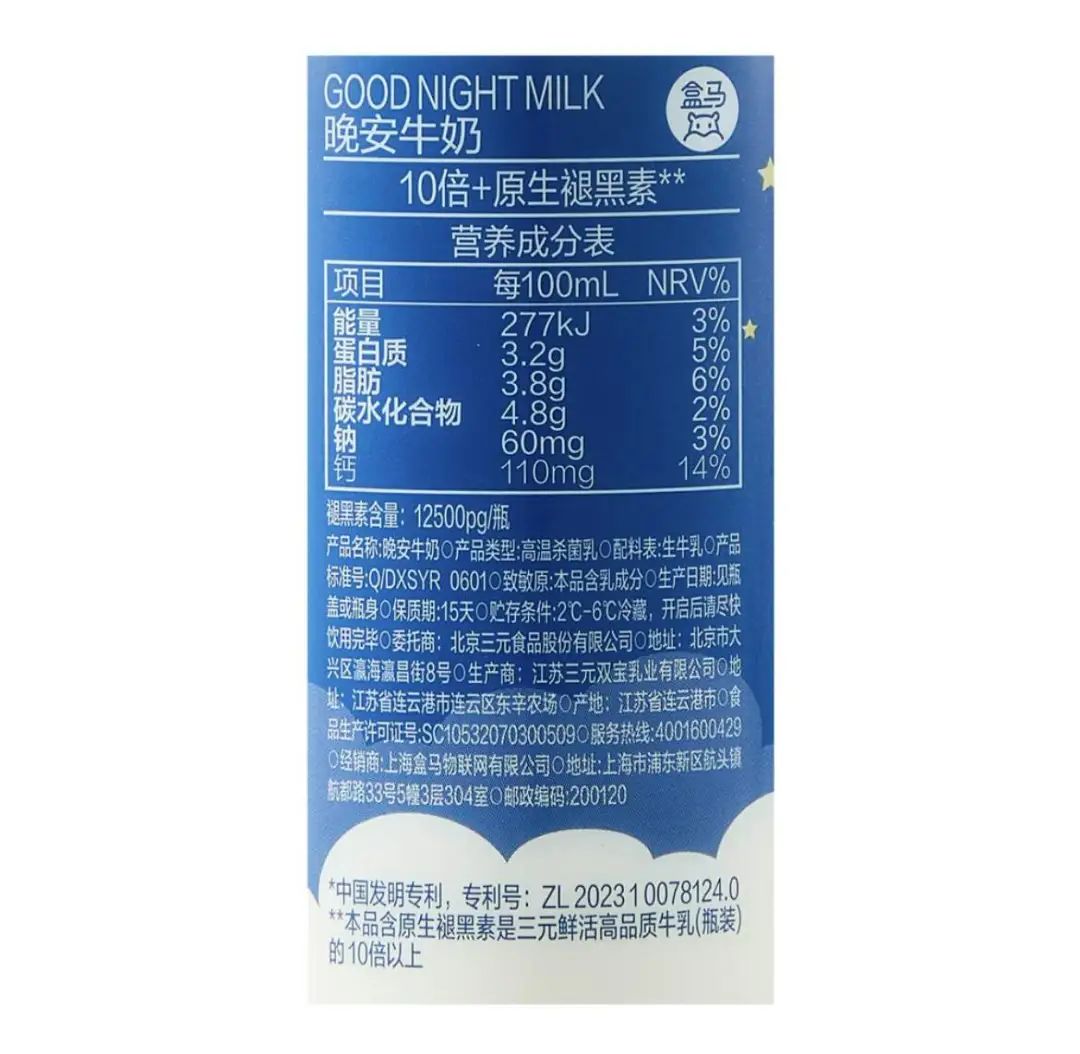 GOOD NIGHT MILK
盒马
晚安牛奶
10倍+原生褪黑素**
营养成分表
项目 每100mL NRV%
能量 277kJ 3%
蛋白质 3.2g 5%
脂肪 3.8g 6%
碳水化合物 4.8g 2%
钠 60mg 3%
钙 110mg 14%
褪黑素含量：12500pg/瓶
产品名称:晚安牛奶○产品类型:高温杀菌乳○配料表:生牛乳○产品
标准号:Q/DXSYR 0601○致敏原:本品含乳成分○生产日期:见瓶
盖或瓶身○保质期:15天○贮存条件:2℃-6℃冷藏，开启后请尽快
饮用完毕○委托商：北京三元食品股份有限公司○地址：北京市大
兴区瀛海瀛昌街8号○生产商：江苏三元双宝乳业有限公司○地
址：江苏省连云港市连云区东辛农场○产地：江苏省连云港市○食
品生产许可证号:SC10532070300509○服务热线:4001600429
○经销商:上海盒马物联网有限公司○地址:上海市浦东新区航头镇
航都路33号5幢3层304室○邮政编码:200120
*中国发明专利，专利号：ZL 2023 1 0078124.0
**本品含原生褪黑素是三元鲜活高品质牛乳(瓶装)
的10倍以上